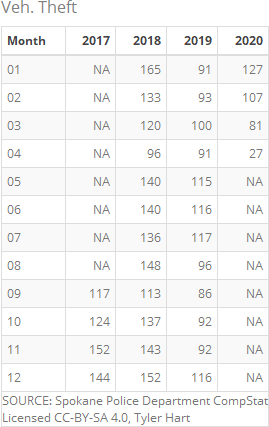 Veh. Theft
Month 2017 2018 2019 2020
01 NA 165 91 127
02 NA 133 93 107
03 NA 120 100 81
04 NA 96 91 27
05 NA 140 115 NA
06 NA 140 116 NA
07 NA 136 117 NA
08 NA 148 96 NA
09 117 113 86 NA
10 124 137 92 NA
11 152 143 92 NA
12 144 152 116 NA
SOURCE: Spokane Police Department CompStat
Licensed CC-BY-SA 4.0, Tyler Hart